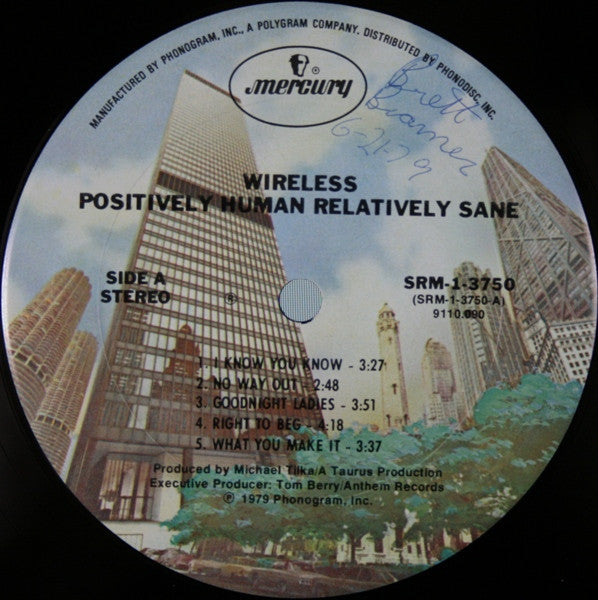 MANUFACTURED BY PHONOGRAM, INC., A POLYGRAM COMPANY. DISTRIBUTED BY PHONODISC, INC.
mercury
®
Brett
Bramer
6-21-79
WIRELESS
POSITIVELY HUMAN RELATIVELY SANE
SIDE A
STEREO
®
SRM-1-3750
(SRM-1-3750-A)
9110.090
1. I KNOW YOU KNOW - 3:27
2. NO WAY OUT - 2:48
3. GOODNIGHT LADIES - 3:51
4. RIGHT TO BEG - 4:18
5. WHAT YOU MAKE IT - 3:37
Produced by Michael Tilka/A Taurus Production
Executive Producer: Tom Berry/Anthem Records
℗ 1979 Phonogram, Inc.